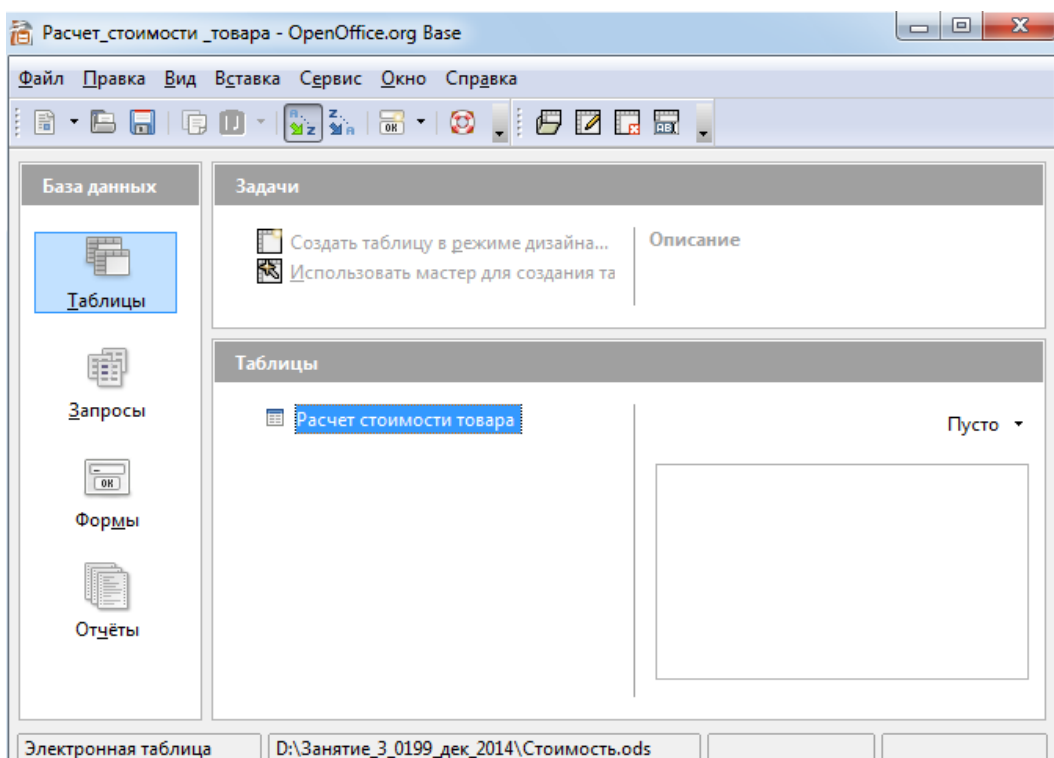 Расчет_стоимости _товара - OpenOffice.org Base
Файл Правка Вид Вставка Сервис Окно Справка
База данных
Задачи
Создать таблицу в режиме дизайна...
Использовать мастер для создания та
Описание
Таблицы
Запросы
Формы
Отчёты
Таблицы
Расчет стоимости товара
Пусто
Электронная таблица
D:\Занятие_3_0199_дек_2014\Стоимость.ods